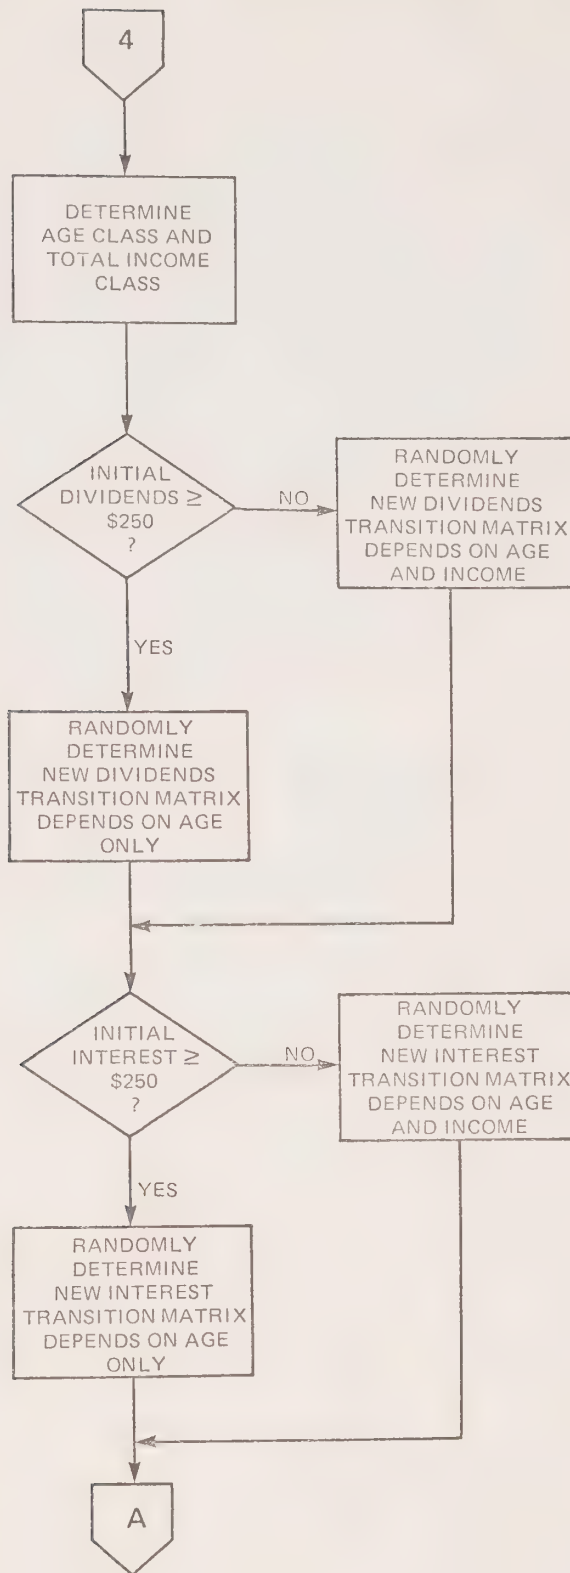 4
DETERMINE
AGE CLASS AND
TOTAL INCOME
CLASS
INITIAL
DIVIDENDS ≥
$250
?
NO
RANDOMLY
DETERMINE
NEW DIVIDENDS
TRANSITION MATRIX
DEPENDS ON AGE
AND INCOME
YES
RANDOMLY
DETERMINE
NEW DIVIDENDS
TRANSITION MATRIX
DEPENDS ON AGE
ONLY
INITIAL
INTEREST ≥
$250
?
NO
RANDOMLY
DETERMINE
NEW INTEREST
TRANSITION MATRIX
DEPENDS ON AGE
AND INCOME
YES
RANDOMLY
DETERMINE
NEW INTEREST
TRANSITION MATRIX
DEPENDS ON AGE
ONLY
A